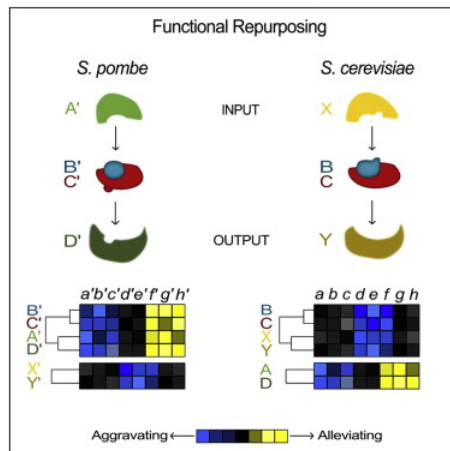 Functional Repurposing
S. pombe
S. cerevisiae
A'
INPUT
X
B'
C'
B
C
D'
OUTPUT
Y
a' b' c' d' e' f' g' h'
B'
C'
A'
D'
X'
Y'
a b c d e f g h
B
C
X
Y
A
D
Aggravating
Alleviating